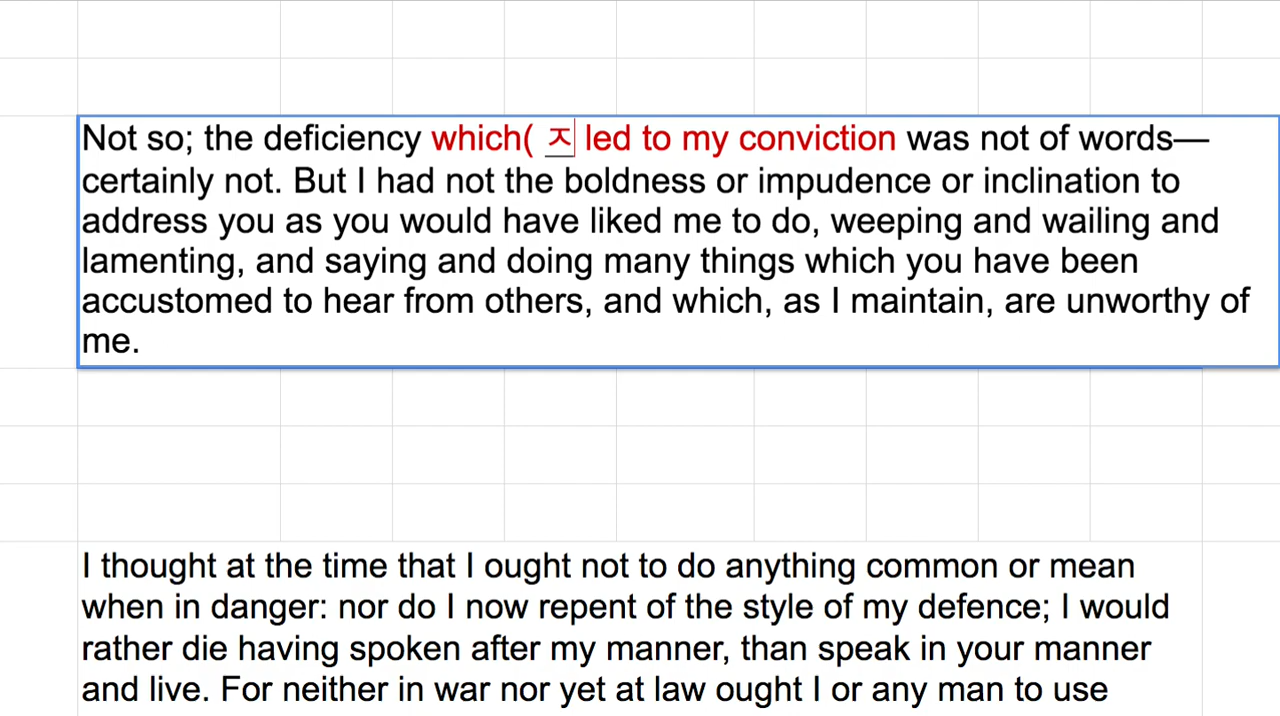 Not so; the deficiency which( ㅈ led to my conviction was not of words—
certainly not. But I had not the boldness or impudence or inclination to
address you as you would have liked me to do, weeping and wailing and
lamenting, and saying and doing many things which you have been
accustomed to hear from others, and which, as I maintain, are unworthy of
me.
I thought at the time that I ought not to do anything common or mean
when in danger: nor do I now repent of the style of my defence; I would
rather die having spoken after my manner, than speak in your manner
and live. For neither in war nor yet at law ought I or any man to use